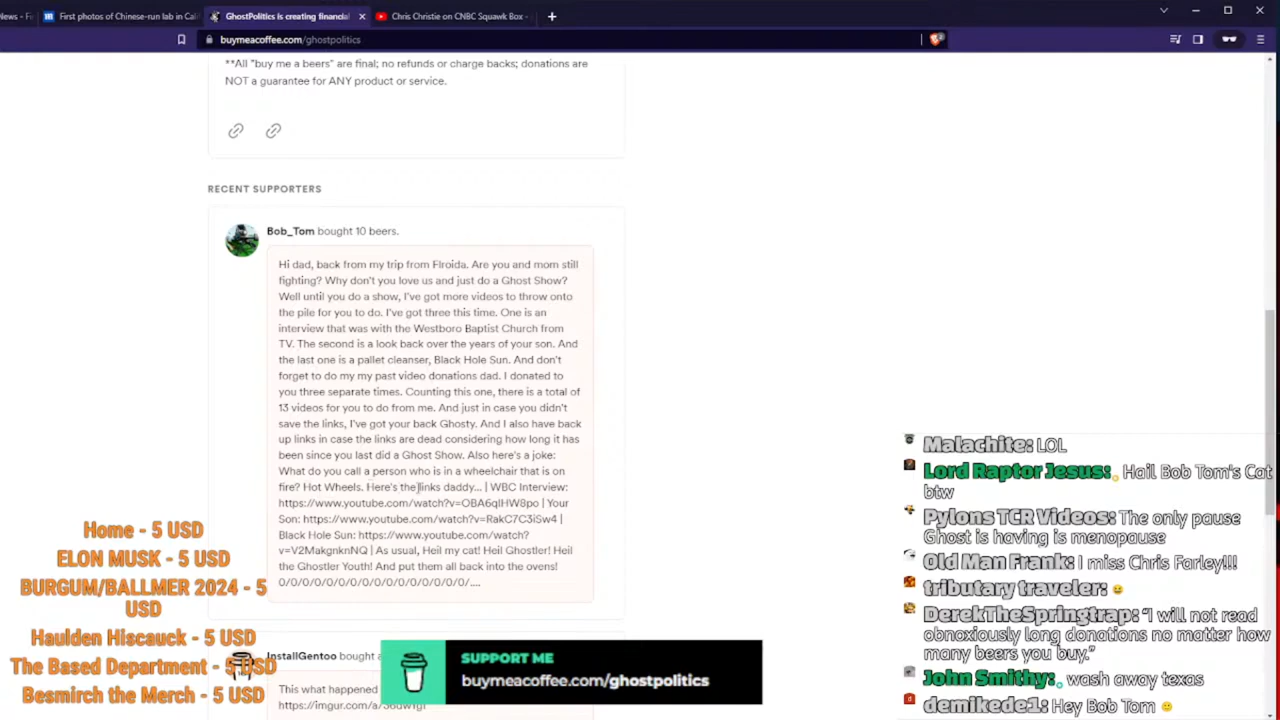 News - F
First photos of Chinese-run lab in Cal
GhostPolitics is creating financial
Chris Christie on CNBC Squawk Box -
buymeacoffee.com/ghostpolitics
**All "buy me a beers" are final; no refunds or charge backs; donations are
NOT a guarantee for ANY product or service.
RECENT SUPPORTERS
Bob_Tom bought 10 beers.
Hi dad, back from my trip from Flroida. Are you and mom still
fighting? Why don't you love us and just do a Ghost Show?
Well until you do a show, I've got more videos to throw onto
the pile for you to do. I've got three this time. One is an
interview that was with the Westboro Baptist Church from
TV. The second is a look back over the years of your son. And
the last one is a pallet cleanser, Black Hole Sun. And don't
forget to do my my past video donations dad. I donated to
you three separate times. Counting this one, there is a total of
13 videos for you to do from me. And just in case you didn't
save the links, I've got your back Ghosty. And I also have back
up links in case the links are dead considering how long it has
been since you last did a Ghost Show. Also here's a joke:
What do you call a person who is in a wheelchair that is on
fire? Hot Wheels. Here's the links daddy... | WBC Interview:
https://www.youtube.com/watch?v=OBA6qIHW8po | Your
Son: https://www.youtube.com/watch?v=RakC7C3iSw4 |
Black Hole Sun: https://www.youtube.com/watch?
v=V2MakgnknNQ | As usual, Heil my cat! Heil Ghostler! Heil
the Ghostler Youth! And put them all back into the ovens!
0/0/0/0/0/0/0/0/0/0/0/0/0/0/0/....
InstallGentoo bought a
This what happened
https://imgur.com/a/
SUPPORT ME
buymeacoffee.com/ghostpolitics
Home - 5 USD
ELON MUSK - 5 USD
BURGUM/BALLMER 2024 - 5
USD
Haulden Hiscauck - 5 USD
The Based Department - 5 USD
Besmirch the Merch - 5 USD
Malachite: LOL
Lord Raptor Jesus: Hail Bob Tom's Cat
btw
Pylons TCR Videos: The only pause
Ghost is having is menopause
Old Man Frank: I miss Chris Farley!!!
tributary traveler:
DerekTheSpringtrap: "I will not read
obnoxiously long donations no matter how
many beers you buy."
John Smithy: wash away texas
demikede1: Hey Bob Tom